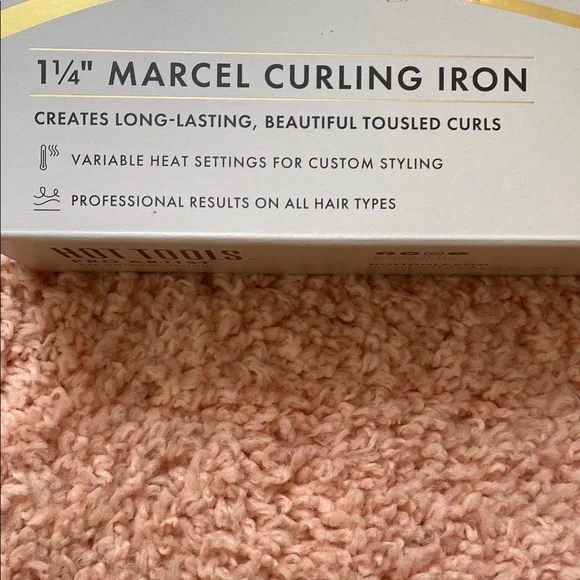 1¼" MARCEL CURLING IRON
CREATES LONG-LASTING, BEAUTIFUL TOUSLED CURLS
VARIABLE HEAT SETTINGS FOR CUSTOM STYLING
PROFESSIONAL RESULTS ON ALL HAIR TYPES
HOT TOOLS